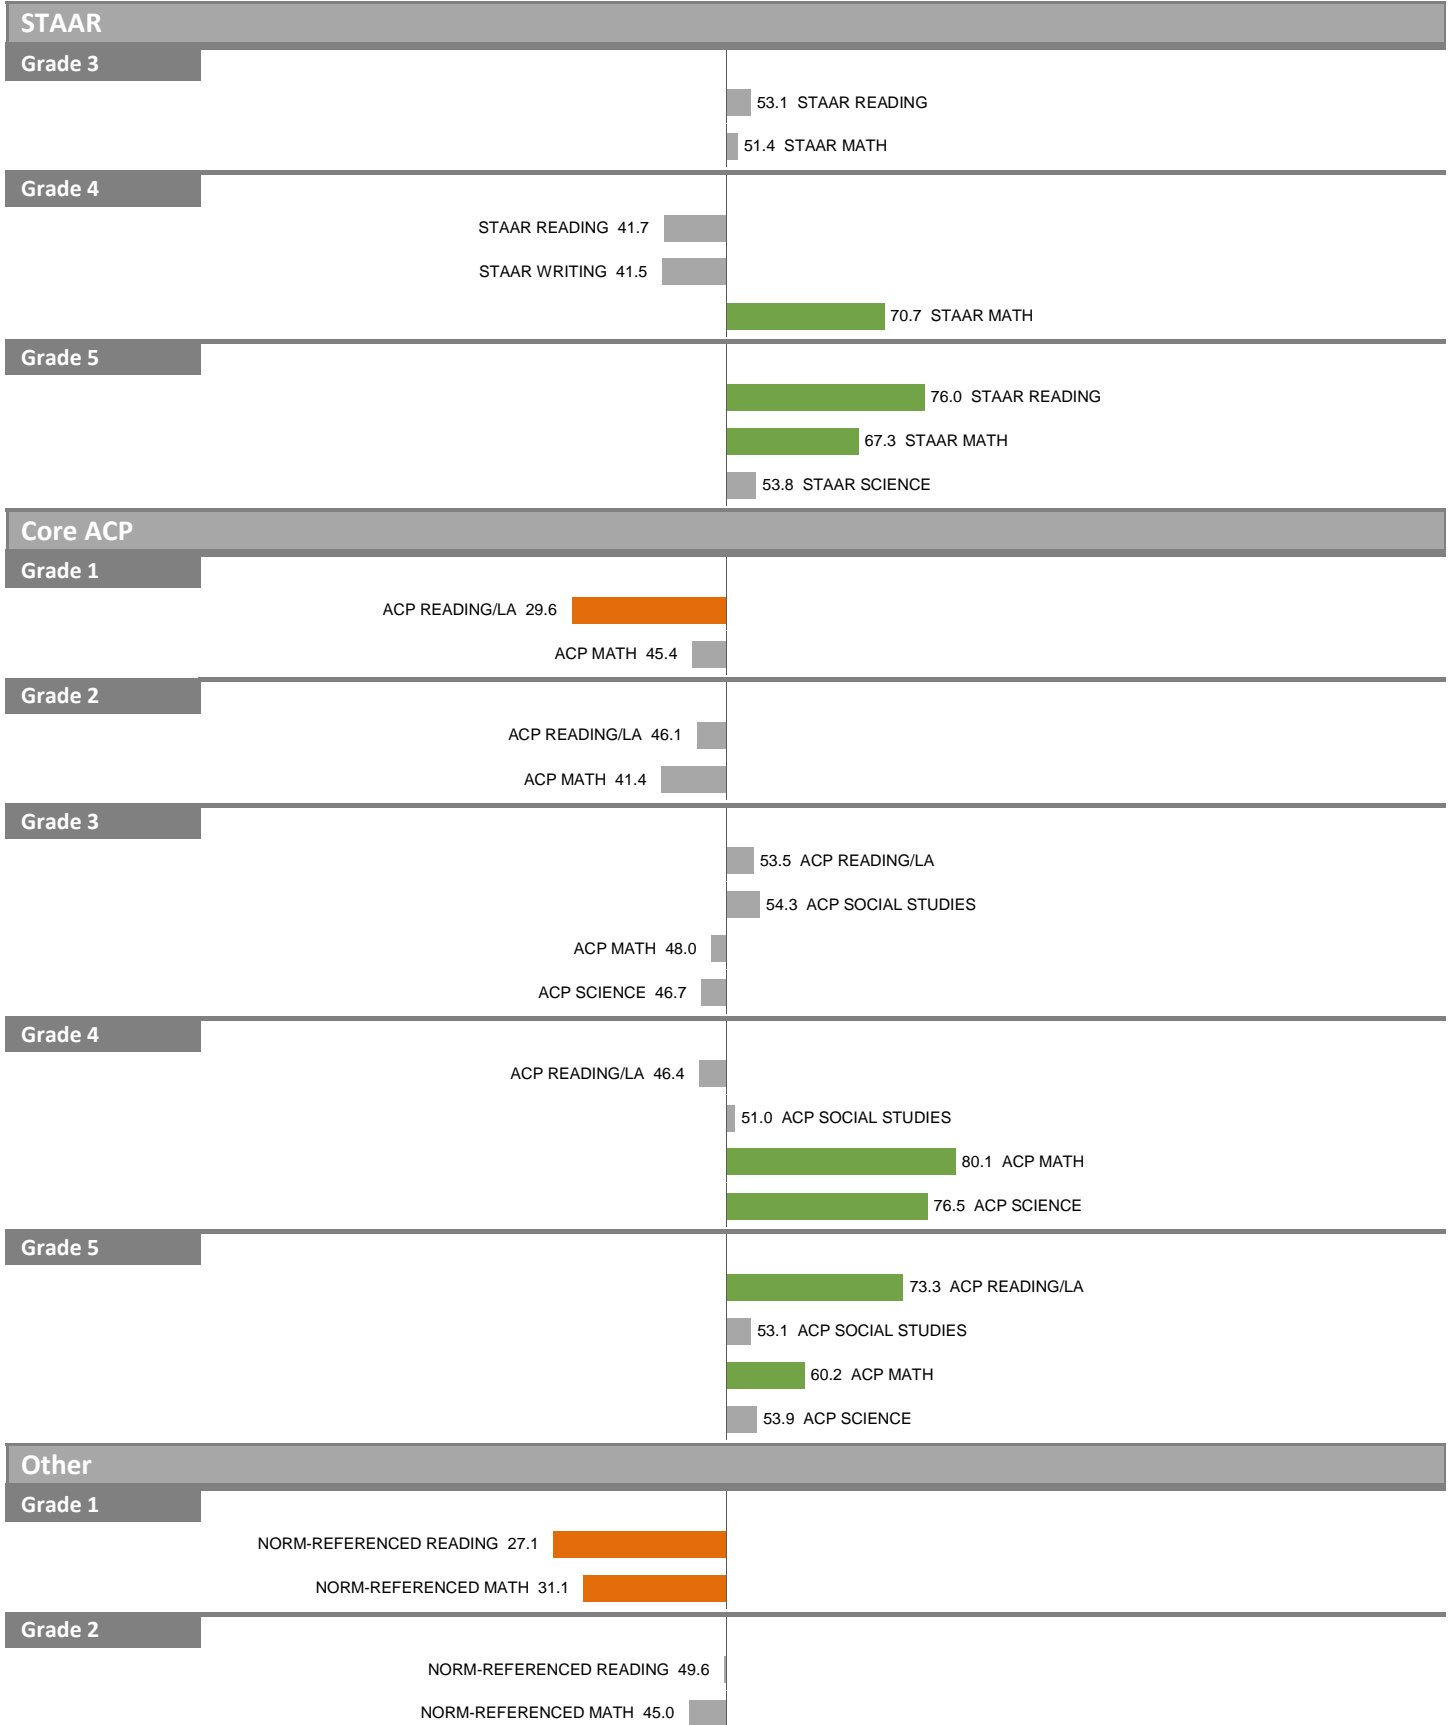 STAAR
Grade 3
53.1 STAAR READING
51.4 STAAR MATH
Grade 4
STAAR READING 41.7
STAAR WRITING 41.5
70.7 STAAR MATH
Grade 5
76.0 STAAR READING
67.3 STAAR MATH
53.8 STAAR SCIENCE
Core ACP
Grade 1
ACP READING/LA 29.6
ACP MATH 45.4
Grade 2
ACP READING/LA 46.1
ACP MATH 41.4
Grade 3
53.5 ACP READING/LA
54.3 ACP SOCIAL STUDIES
ACP MATH 48.0
ACP SCIENCE 46.7
Grade 4
ACP READING/LA 46.4
51.0 ACP SOCIAL STUDIES
80.1 ACP MATH
76.5 ACP SCIENCE
Grade 5
73.3 ACP READING/LA
53.1 ACP SOCIAL STUDIES
60.2 ACP MATH
53.9 ACP SCIENCE
Other
Grade 1
NORM-REFERENCED READING 27.1
NORM-REFERENCED MATH 31.1
Grade 2
NORM-REFERENCED READING 49.6
NORM-REFERENCED MATH 45.0